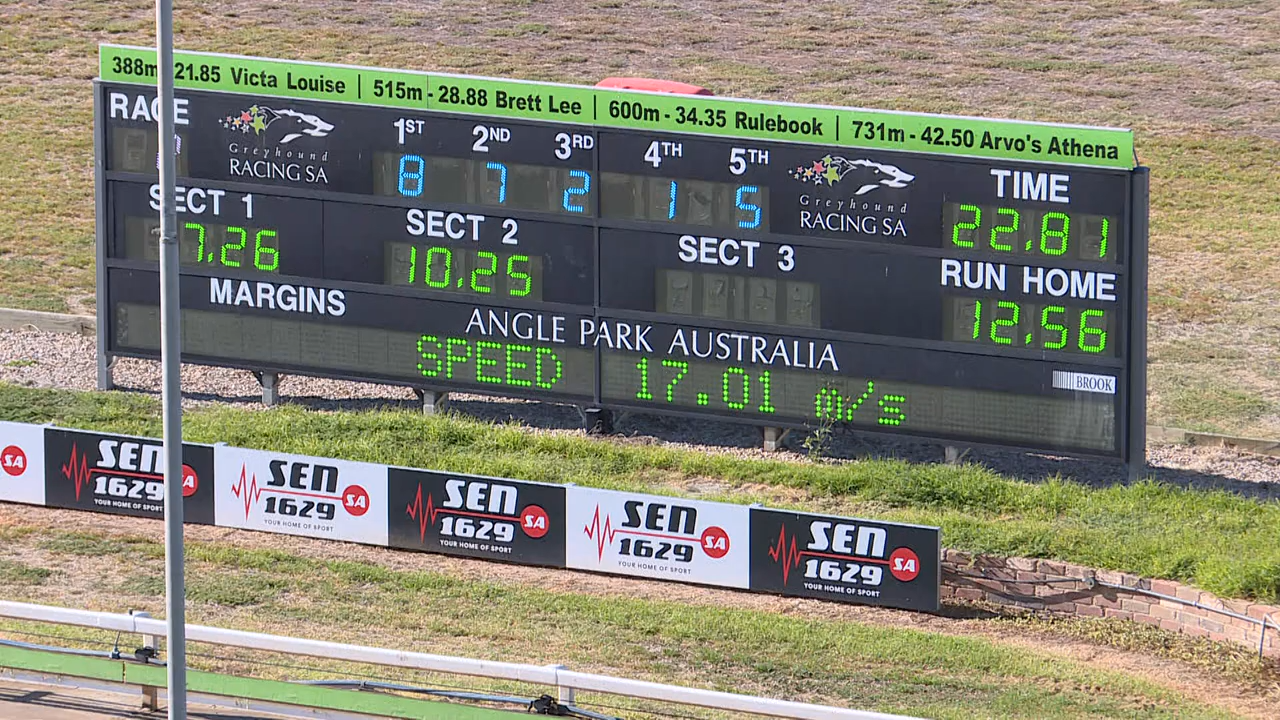 388m 21.85 Victa Louise | 515m - 28.88 Brett Lee | 600m - 34.35 Rulebook | 731m - 42.50 Arvo's Athena
RACE
Greyhound
RACING SA
1ST 2ND 3RD 4TH 5TH
8 7 2 1 5
Greyhound
RACING SA
TIME
22.81
SECT 1
7.26
SECT 2
10.25
SECT 3
RUN HOME
12.56
MARGINS
ANGLE PARK AUSTRALIA
SPEED 17.01 m/s
BROOK
SA
SEN
1629 SA
SEN
1629 SA
YOUR HOME OF SPORT
SEN
1629 SA
YOUR HOME OF SPORT
SEN
1629 SA
YOUR HOME OF SPORT
SEN
1629 SA
YOUR HOME OF SPORT